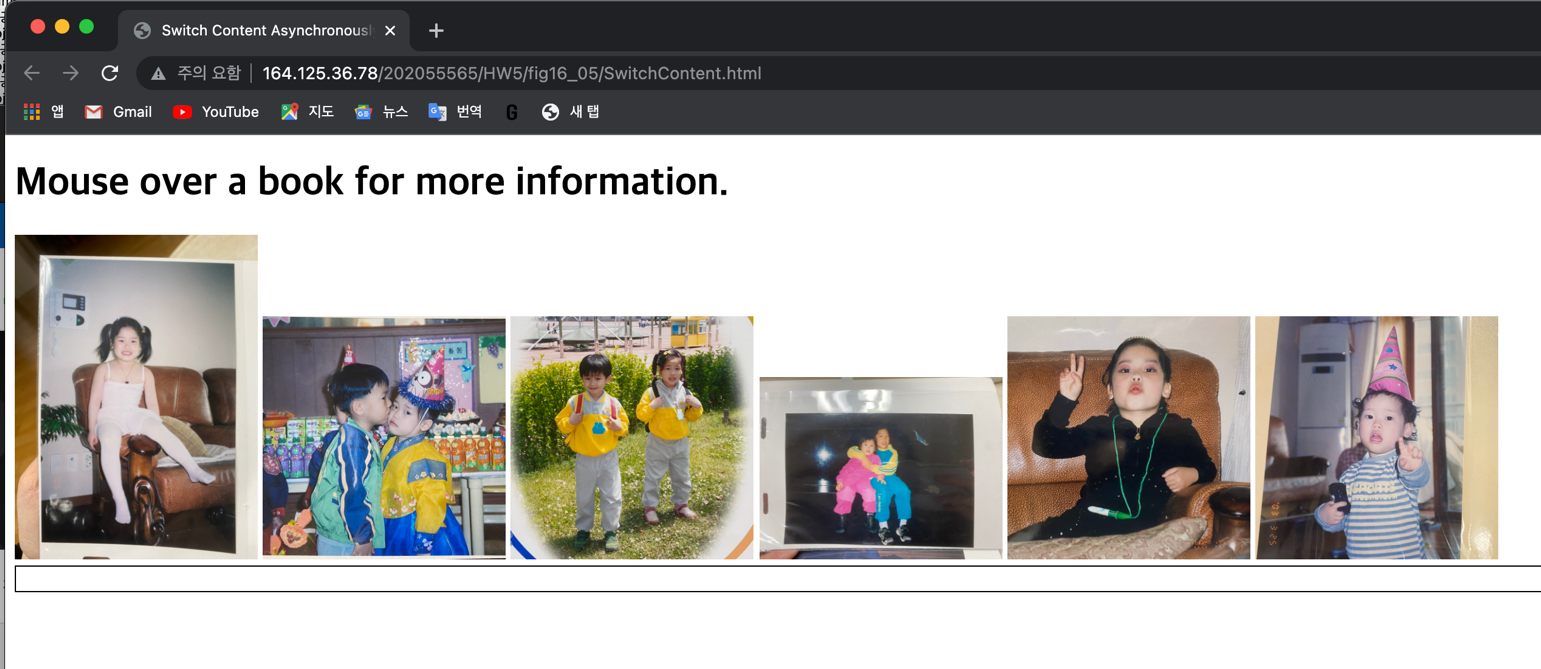 Switch Content Asynchronousl
주의 요함 164.125.36.78/202055565/HW5/fig16_05/SwitchContent.html
앱 Gmail YouTube 지도 뉴스 번역 G 새 탭
Mouse over a book for more information.